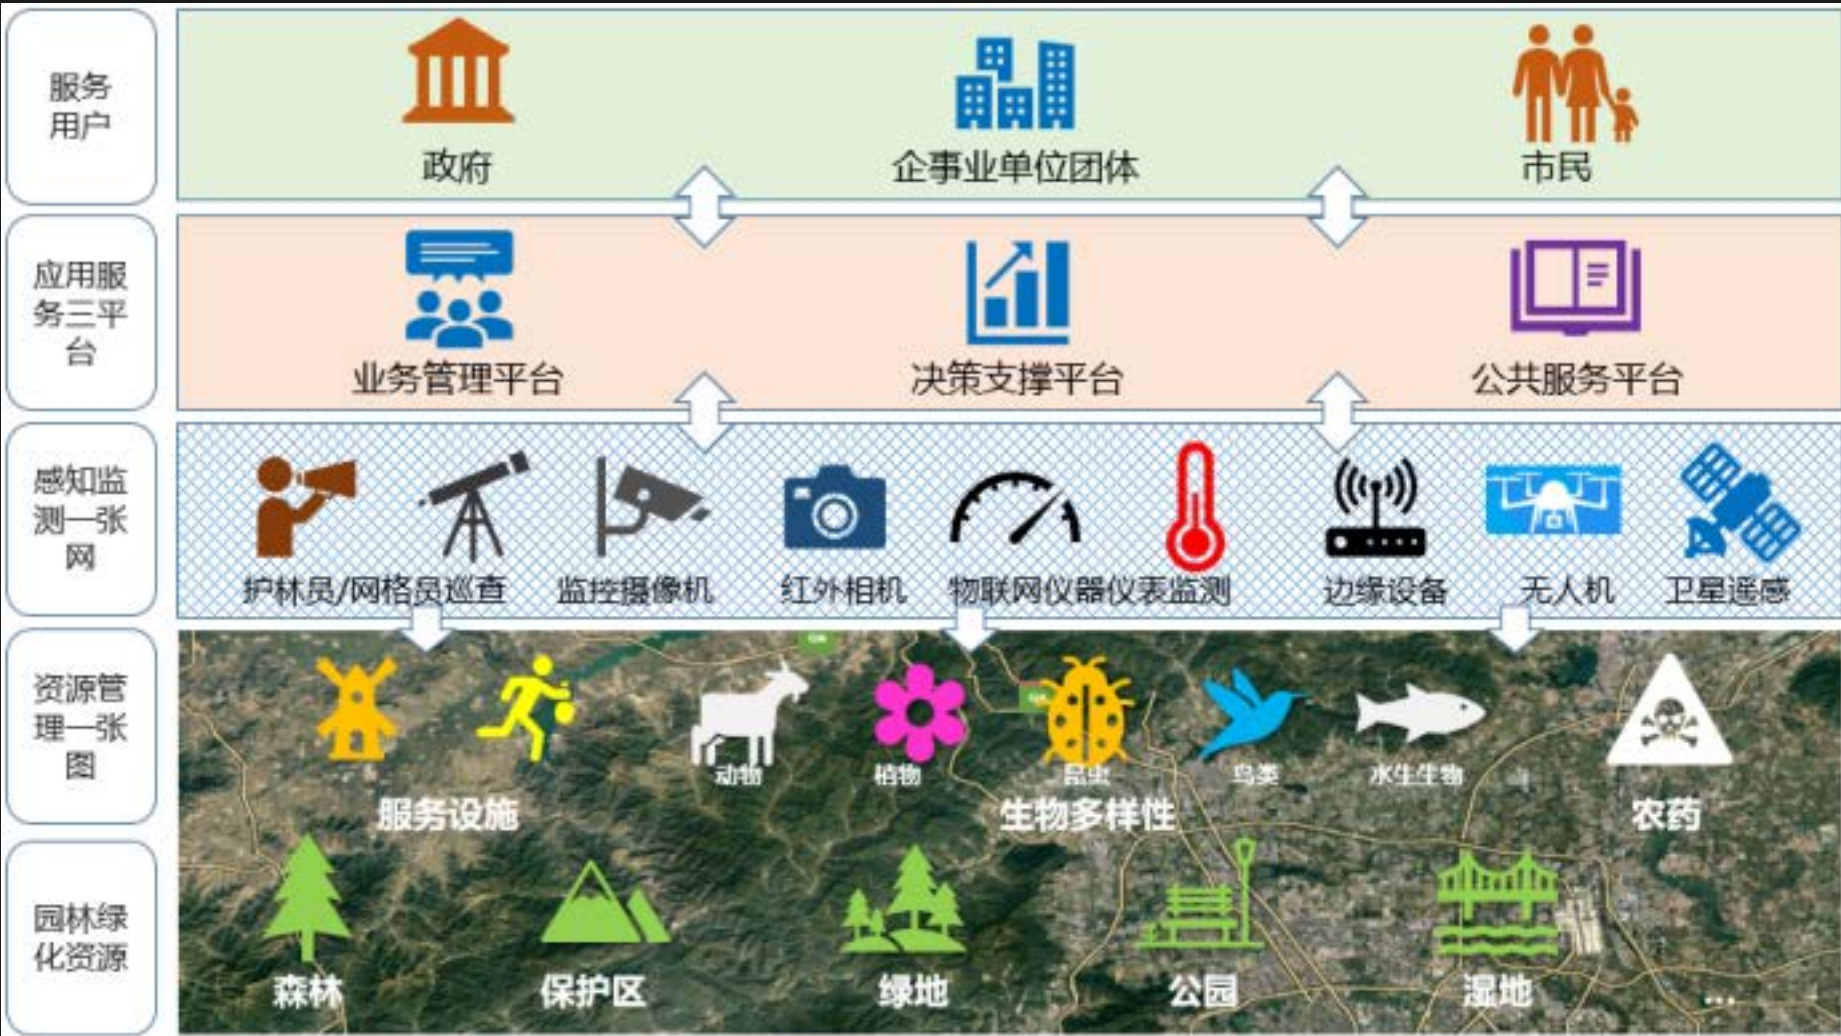 服务
用户
政府
企事业单位团体
市民
应用服
务三平
台
业务管理平台
决策支撑平台
公共服务平台
感知监
测一张
网
护林员/网格员巡查
监控摄像机
红外相机
物联网仪器仪表监测
边缘设备
无人机
卫星遥感
资源管
理一张
图
动物
植物
昆虫
鸟类
水生生物
服务设施
生物多样性
农药
园林绿
化资源
森林
保护区
绿地
公园
湿地
...